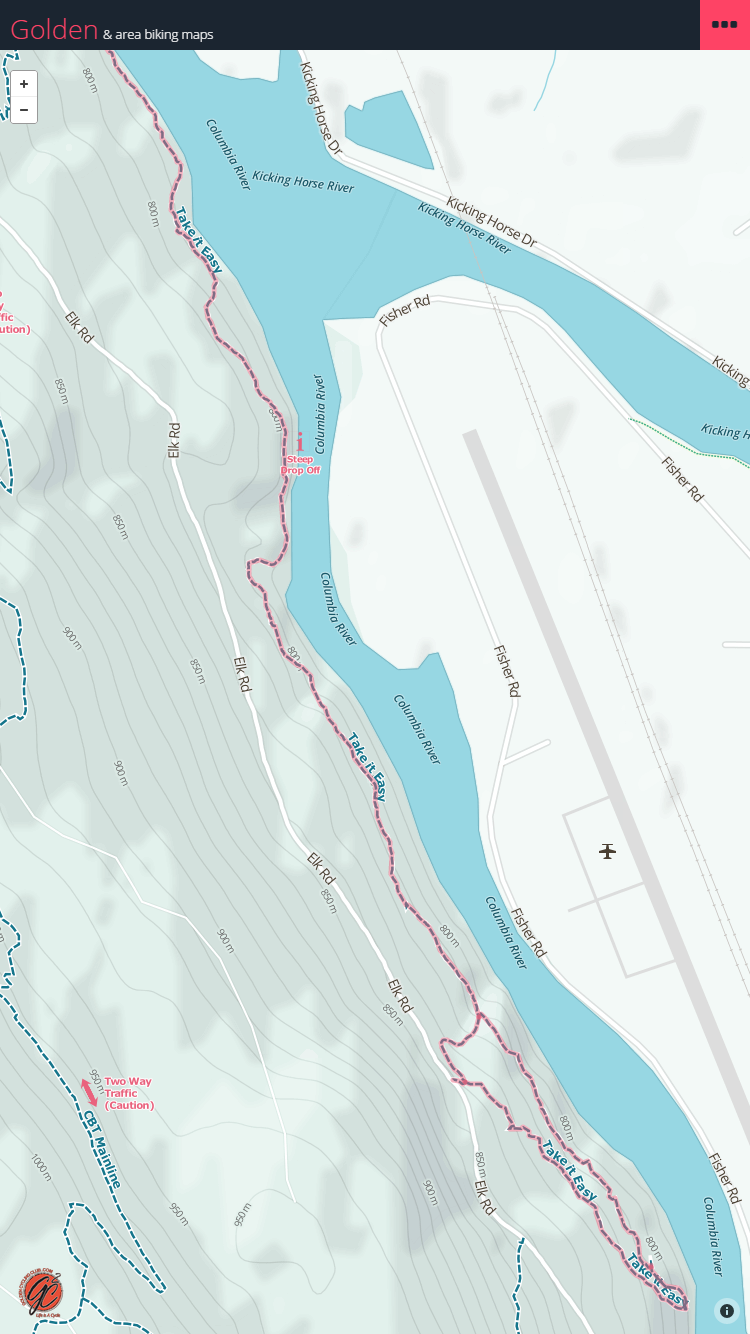 Golden & area biking maps
+
−
800 m
Kicking Horse Dr
Columbia River
Kicking Horse River
800 m
Take it Easy
Kicking Horse Dr
Kicking Horse River
ffic
ution)
Elk Rd
Fisher Rd
Kicking
850 m
Columbia River
800 m
Elk Rd
i
Steep
Drop Off
Kicking H
Fisher Rd
850 m
900 m
Columbia River
800 m
850 m
Elk Rd
Fisher Rd
Columbia River
Take it Easy
900 m
Elk Rd
850 m
900 m
800 m
Columbia River
Fisher Rd
Elk Rd
850 m
950 m
Two Way
Traffic
(Caution)
CBT Mainline
800 m
1000 m
850 m
Take it Easy
Fisher Rd
900 m
Elk Rd
950 m
950 m
Columbia River
800 m
Take it Easy
gc
i